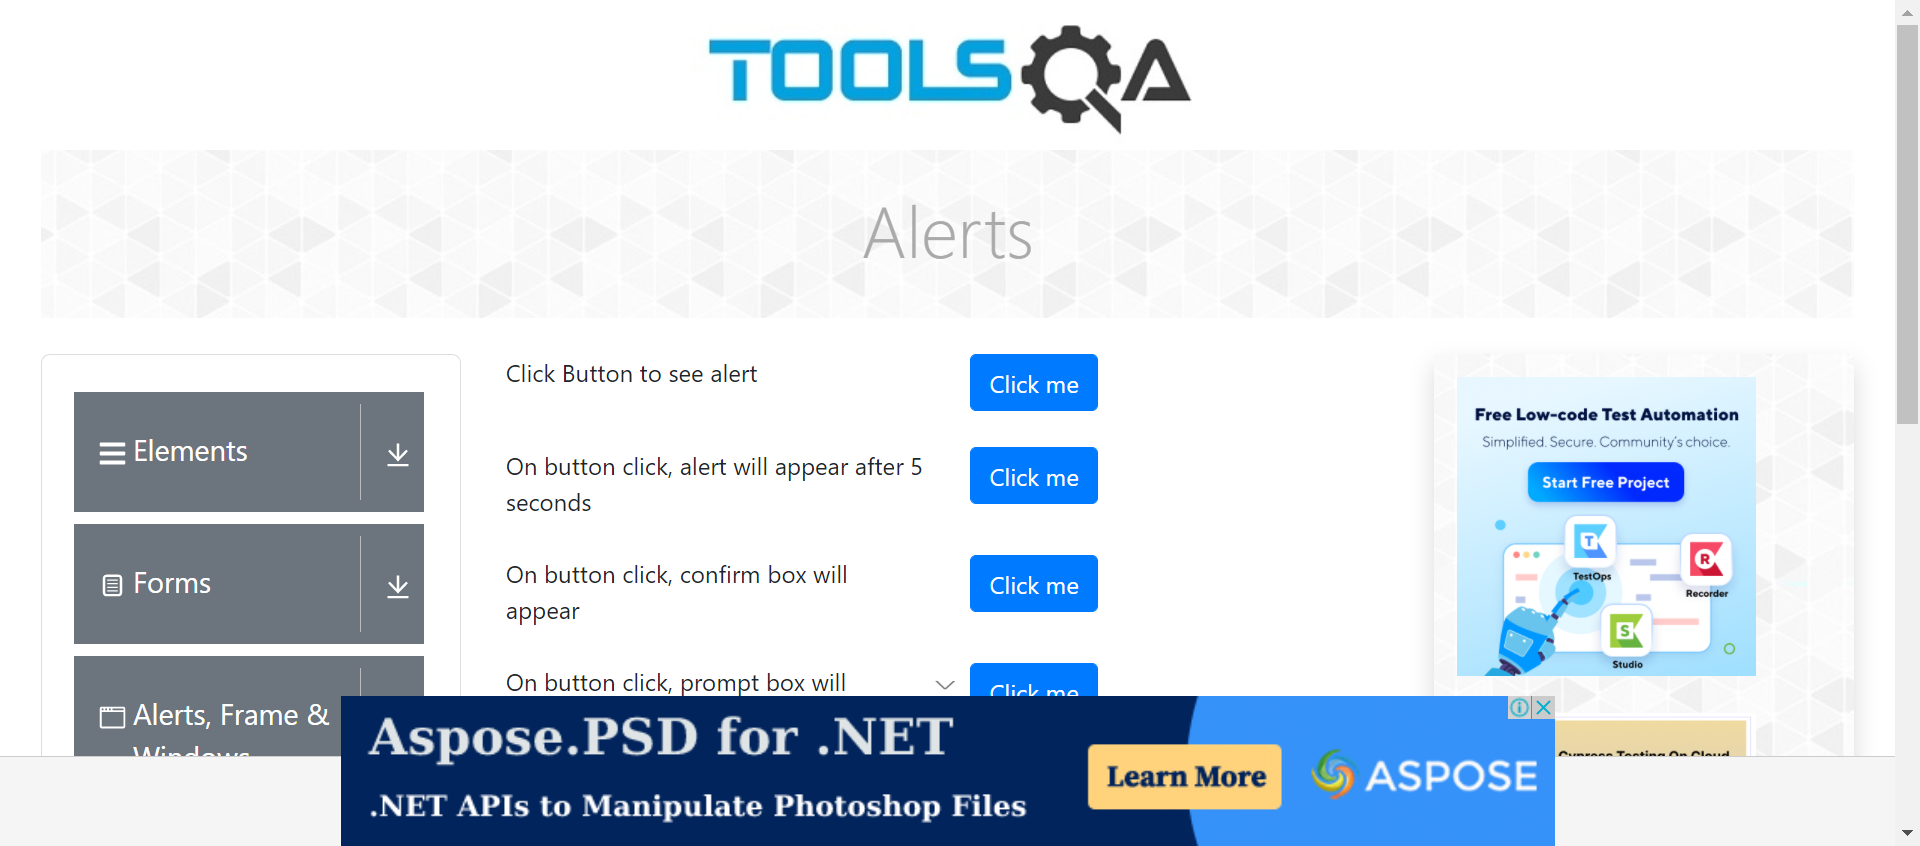 TOOLSQA
Alerts
Elements
Forms
Alerts, Frame &
Windows
Click Button to see alert
Click me
On button click, alert will appear after 5
seconds
Click me
On button click, confirm box will
appear
Click me
On button click, prompt box will
Click me
Free Low-code Test Automation
Simplified. Secure. Community's choice.
Start Free Project
T
TestOps
R
Recorder
S
Studio
Cypress Testing On Cloud
Aspose.PSD for .NET
.NET APIs to Manipulate Photoshop Files
Learn More
ASPOSE